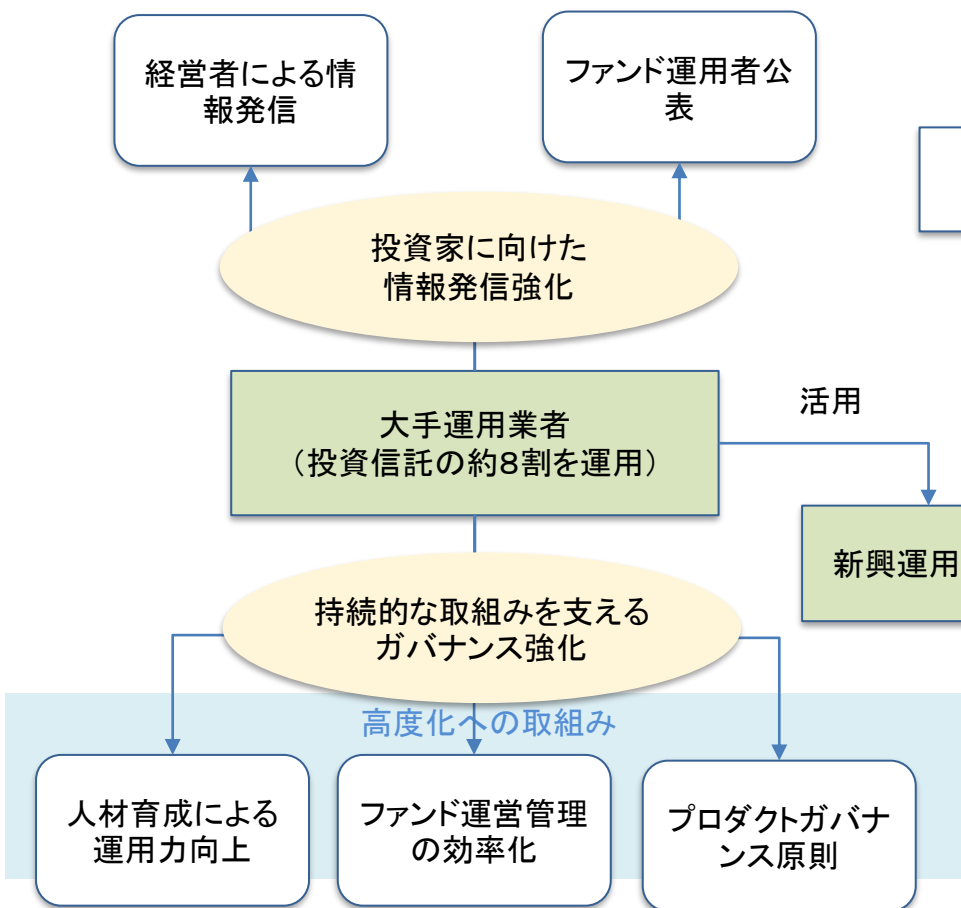 経営者による情
報発信
ファンド運用者公
表
投資家に向けた
情報発信強化
大手運用業者
（投資信託の約８割を運用）
活用
新興運用
持続的な取組みを支える
ガバナンス強化
高度化への取組み
人材育成による
運用力向上
ファンド運営管理
の効率化
プロダクトガバナ
ンス原則